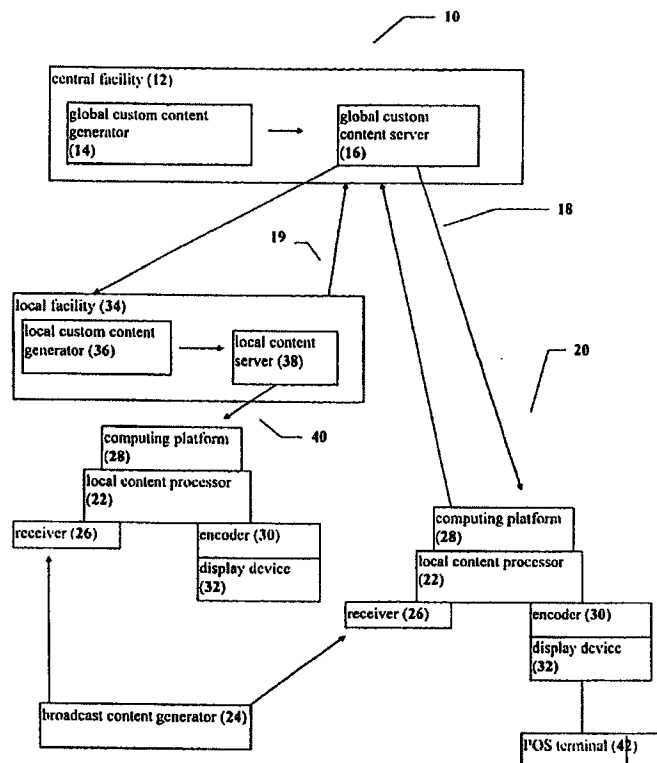 10
central facility (12)
global custom content
generator
(14)
global custom
content server
(16)
18
19
local facility (34)
local custom content
generator (36)
local content
server (38)
20
40
computing platform
(28)
local content processor
(22)
receiver (26)
encoder (30)
display device
(32)
computing platform
(28)
local content processor
(22)
receiver (26)
encoder (30)
display device
(32)
broadcast content generator (24)
POS terminal (42)